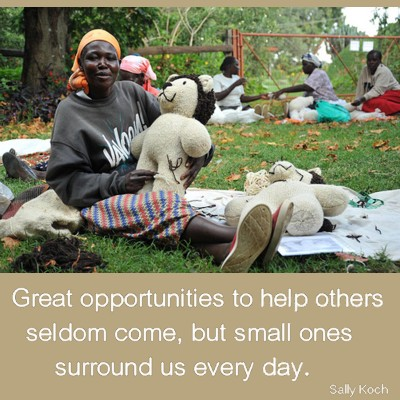 Great opportunities to help others
seldom come, but small ones
surround us every day.
Sally Koch